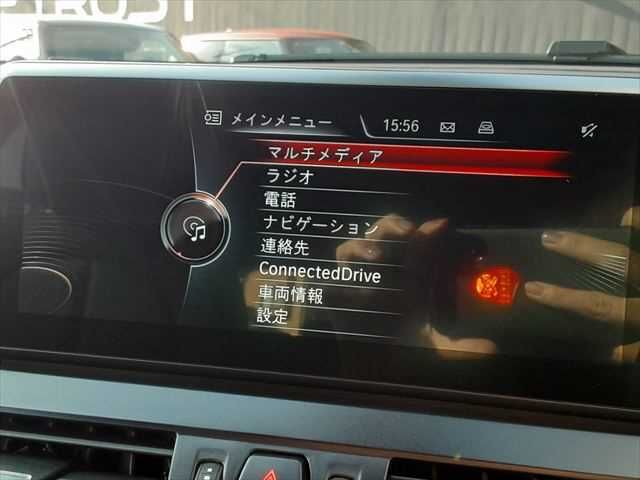 TRUST
メインメニュー 15:56
マルチメディア
ラジオ
電話
ナビゲーション
連絡先
ConnectedDrive
車両情報
設定